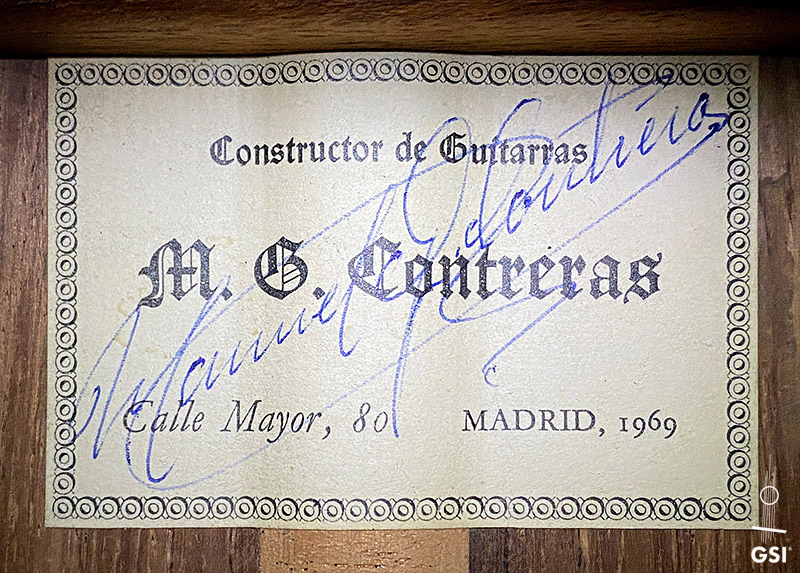 Constructor de Guitarras
M. G. Contreras
Manuel G. Contreras
Calle Mayor, 80 MADRID, 1969
GSI